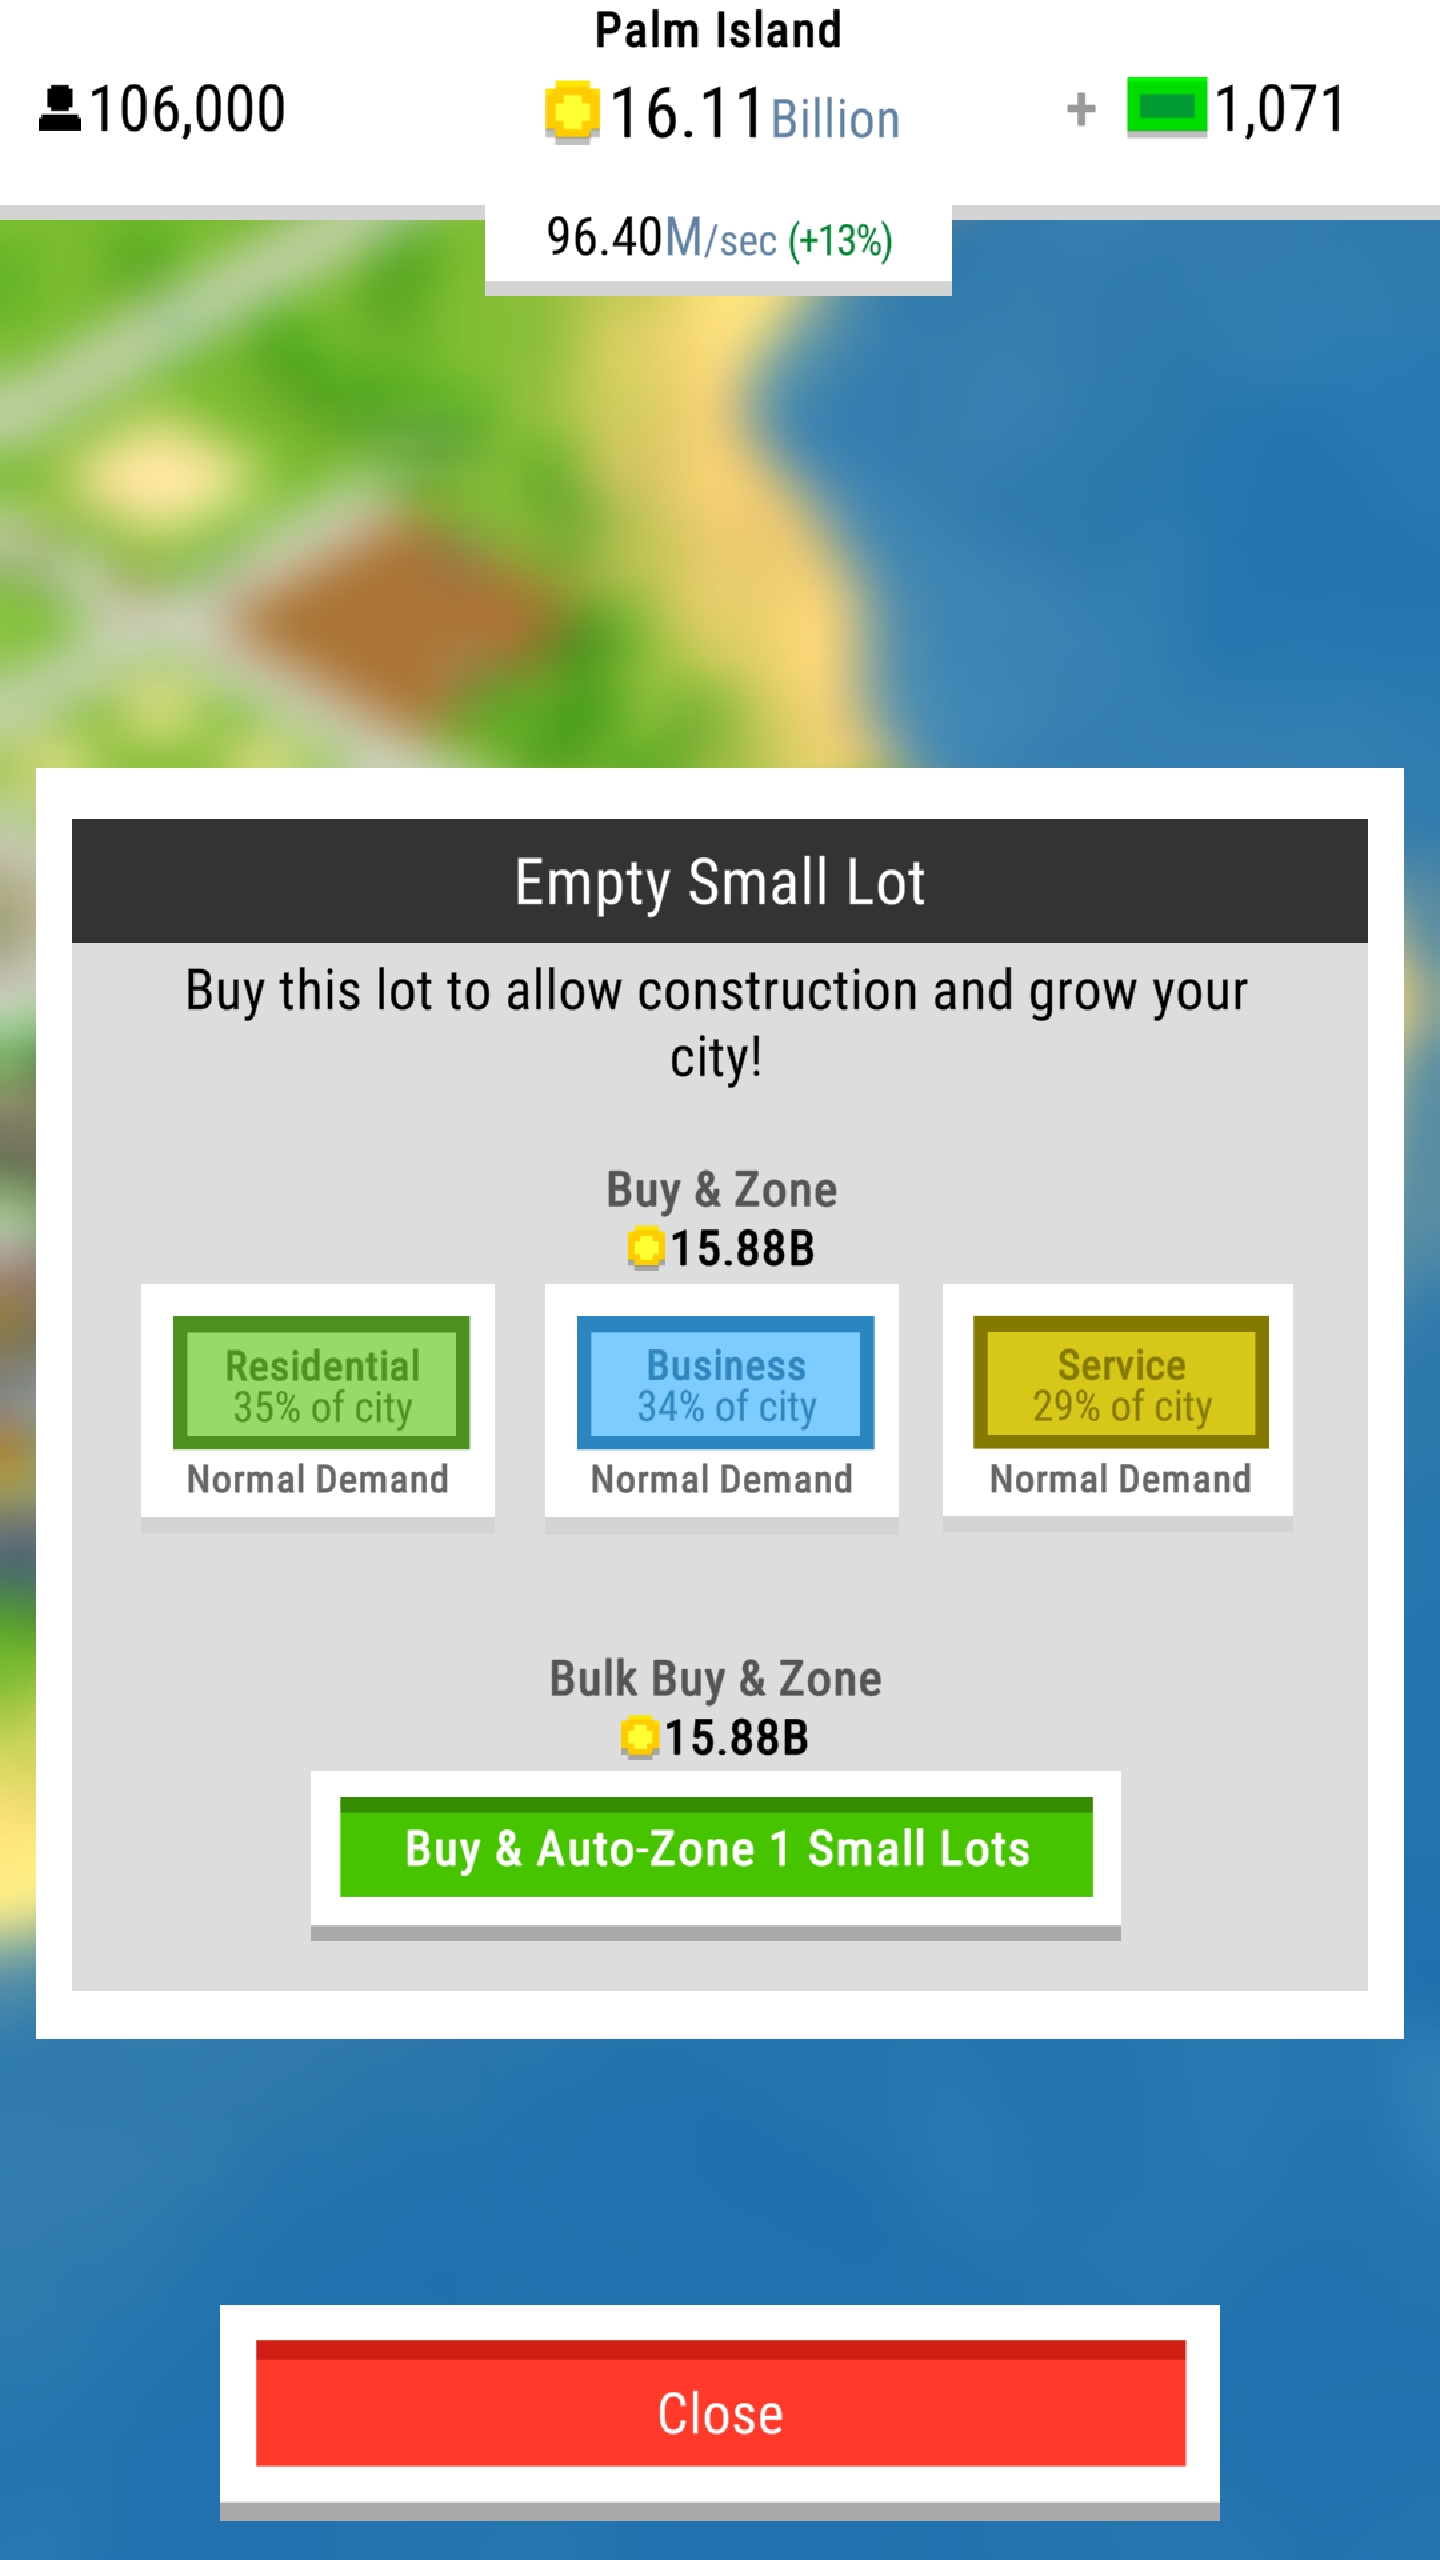 Palm Island
106,000
16.11 Billion
+ 1,071
96.40M/sec (+13%)
Empty Small Lot
Buy this lot to allow construction and grow your
city!
Buy & Zone
15.88B
Residential
35% of city
Normal Demand
Business
34% of city
Normal Demand
Service
29% of city
Normal Demand
Bulk Buy & Zone
15.88B
Buy & Auto-Zone 1 Small Lots
Close